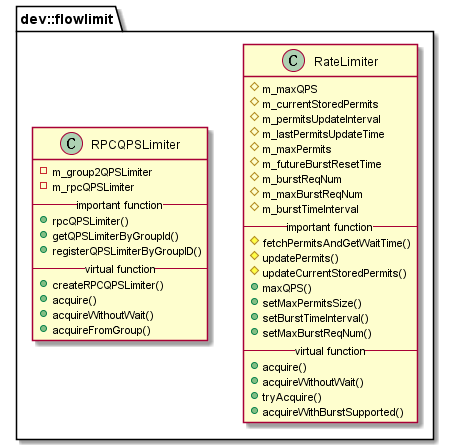 dev::flowlimit
C RPCQPSLimiter
m_group2QPSLimiter
m_rpcQPSLimiter
important function
rpcQPSLimiter()
getQPSLimiterByGroupId()
registerQPSLimiterByGroupID()
virtual function
createRPCQPSLimiter()
acquire()
acquireWithoutWait()
acquireFromGroup()
C RateLimiter
m_maxQPS
m_currentStoredPermits
m_permitsUpdateInterval
m_lastPermitsUpdateTime
m_maxPermits
m_futureBurstResetTime
m_burstReqNum
m_maxBurstReqNum
m_burstTimeInterval
important function
fetchPermitsAndGetWaitTime()
updatePermits()
updateCurrentStoredPermits()
maxQPS()
setMaxPermitsSize()
setBurstTimeInterval()
setMaxBurstReqNum()
virtual function
acquire()
acquireWithoutWait()
tryAcquire()
acquireWithBurstSupported()